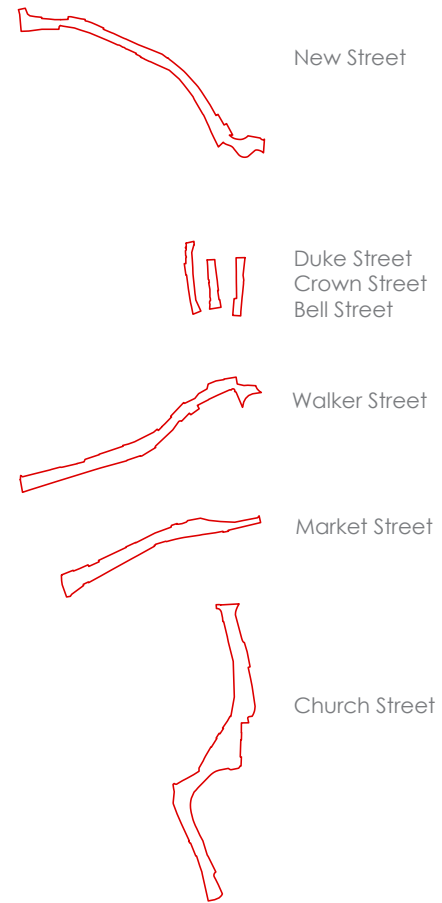 New Street
Duke Street
Crown Street
Bell Street
Walker Street
Market Street
Church Street